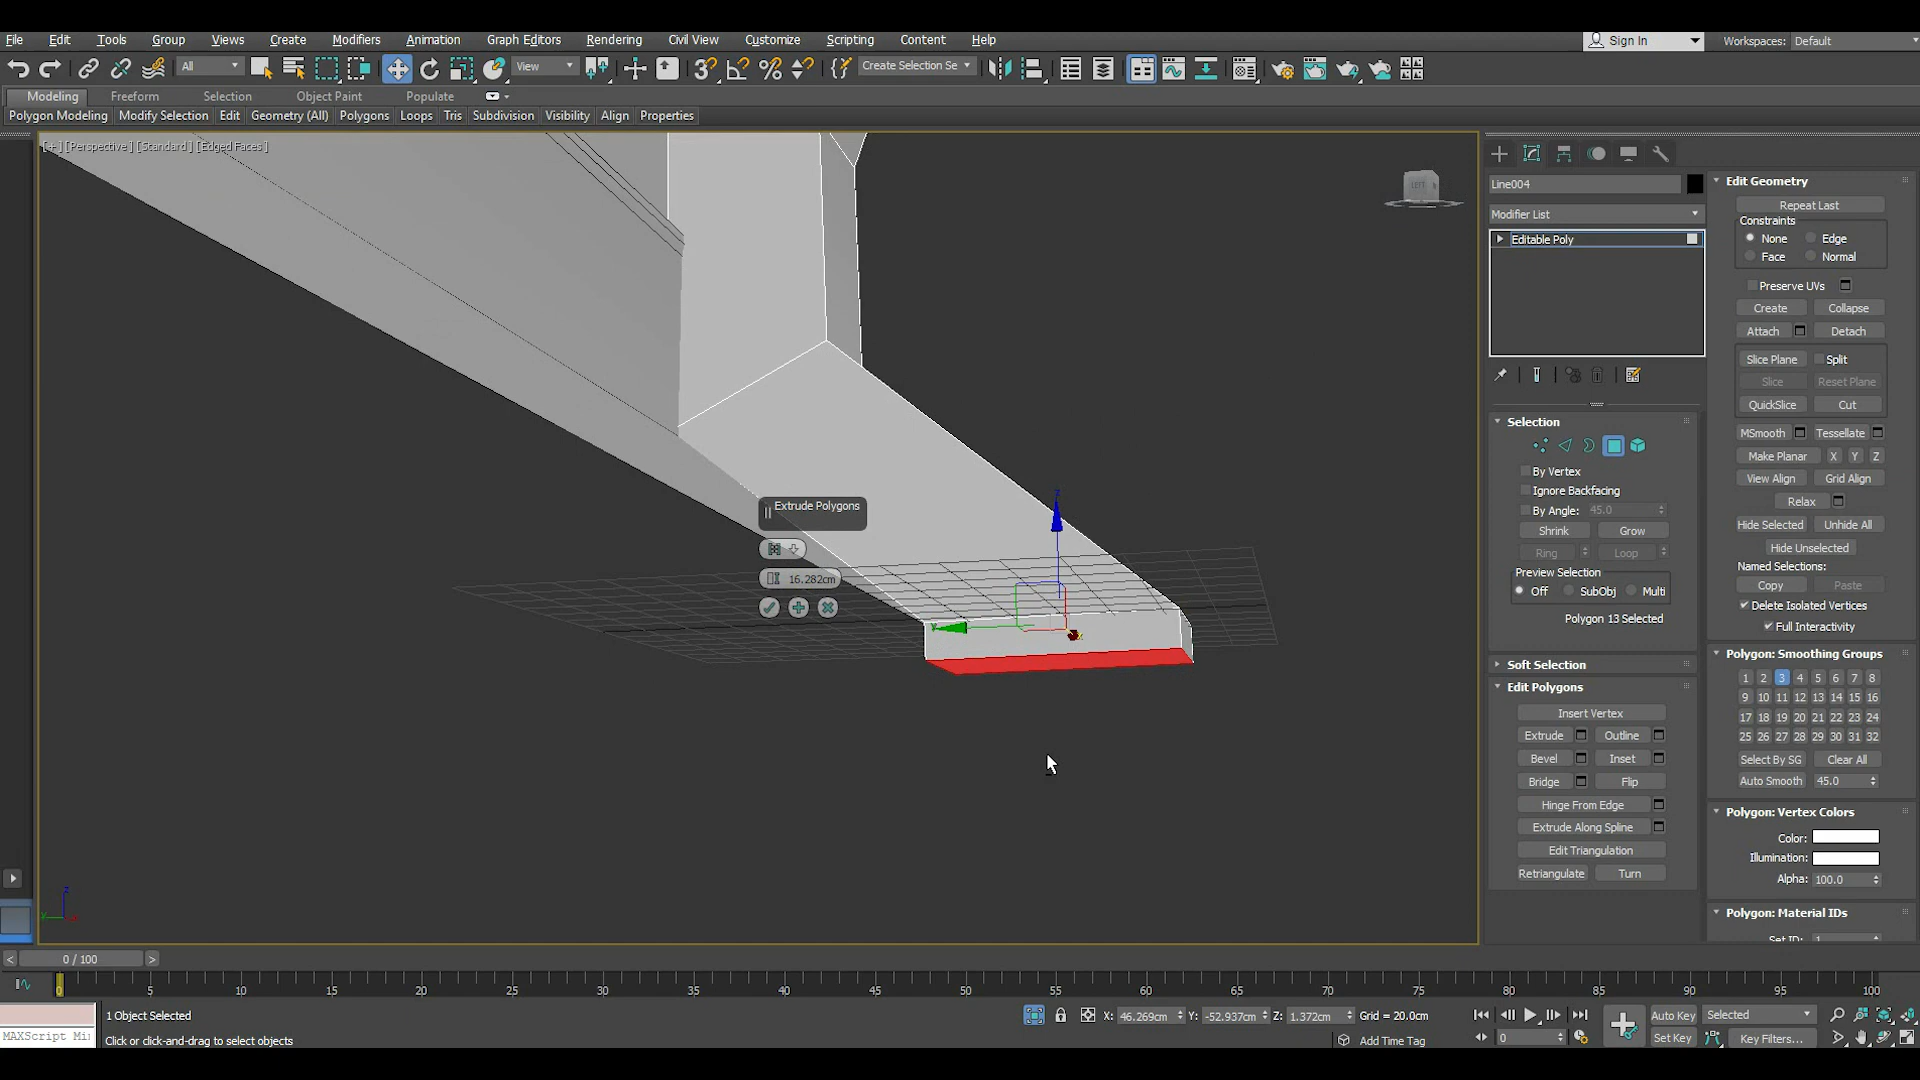 File Edit Tools Group Views Create Modifiers Animation Graph Editors Rendering Civil View Customize Scripting Content Help
Sign In Workspaces: Default
All View Create Selection Se
Modeling Freeform Selection Object Paint Populate
Polygon Modeling Modify Selection Edit Geometry (All) Polygons Loops Tris Subdivision Visibility Align Properties
[+] [Perspective] [Standard] [Edged Faces]
LEFT
Extrude Polygons
16.282cm
Line004
Modifier List
Editable Poly
Selection
By Vertex
Ignore Backfacing
By Angle: 45.0
Shrink Grow
Ring Loop
Preview Selection
Off SubObj Multi
Polygon 13 Selected
Soft Selection
Edit Polygons
Insert Vertex
Extrude Outline
Bevel Inset
Bridge Flip
Hinge From Edge
Extrude Along Spline
Edit Triangulation
Retriangulate Turn
Edit Geometry
Repeat Last
Constraints
None Edge
Face Normal
Preserve UVs
Create Collapse
Attach Detach
Slice Plane Split
Slice Reset Plane
QuickSlice Cut
MSmooth Tessellate
Make Planar X Y Z
View Align Grid Align
Relax
Hide Selected Unhide All
Hide Unselected
Named Selections:
Copy Paste
Delete Isolated Vertices
Full Interactivity
Polygon: Smoothing Groups
1 2 3 4 5 6 7 8
9 10 11 12 13 14 15 16
17 18 19 20 21 22 23 24
25 26 27 28 29 30 31 32
Select By SG Clear All
Auto Smooth 45.0
Polygon: Vertex Colors
Color:
Illumination:
Alpha: 100.0
Polygon: Material IDs
Set ID: 1
z
y
0 / 100
0 5 10 15 20 25 30 35 40 45 50 55 60 65 70 75 80 85 90 95 100
1 Object Selected
X: 46.269cm Y: -52.937cm Z: 1.372cm Grid = 20.0cm
Auto Key Selected
MAXScript Mi
Click or click-and-drag to select objects
Add Time Tag
0
Set Key Key Filters...